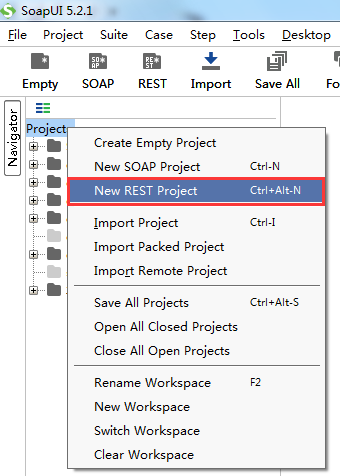 SoapUI 5.2.1
File Project Suite Case Step Tools Desktop
Empty SOAP REST Import Save All
Navigator
Project
Create Empty Project
New SOAP Project Ctrl-N
New REST Project Ctrl+Alt-N
Import Project Ctrl-I
Import Packed Project
Import Remote Project
Save All Projects Ctrl+Alt-S
Open All Closed Projects
Close All Open Projects
Rename Workspace F2
New Workspace
Switch Workspace
Clear Workspace